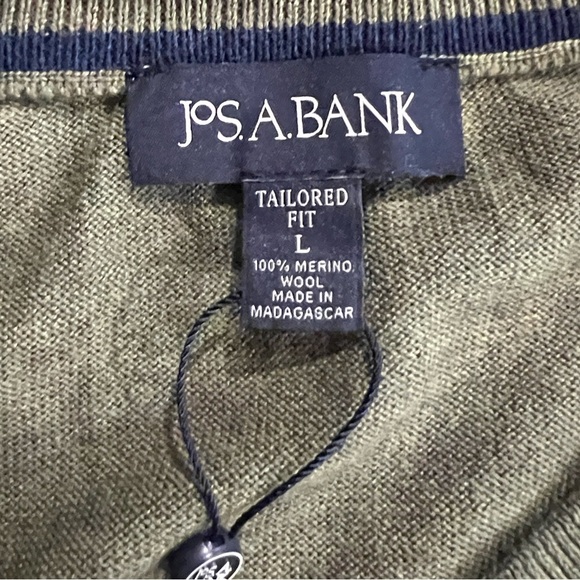 JOS. A. BANK
TAILORED
FIT
L
100% MERINO
WOOL
MADE IN
MADAGASCAR